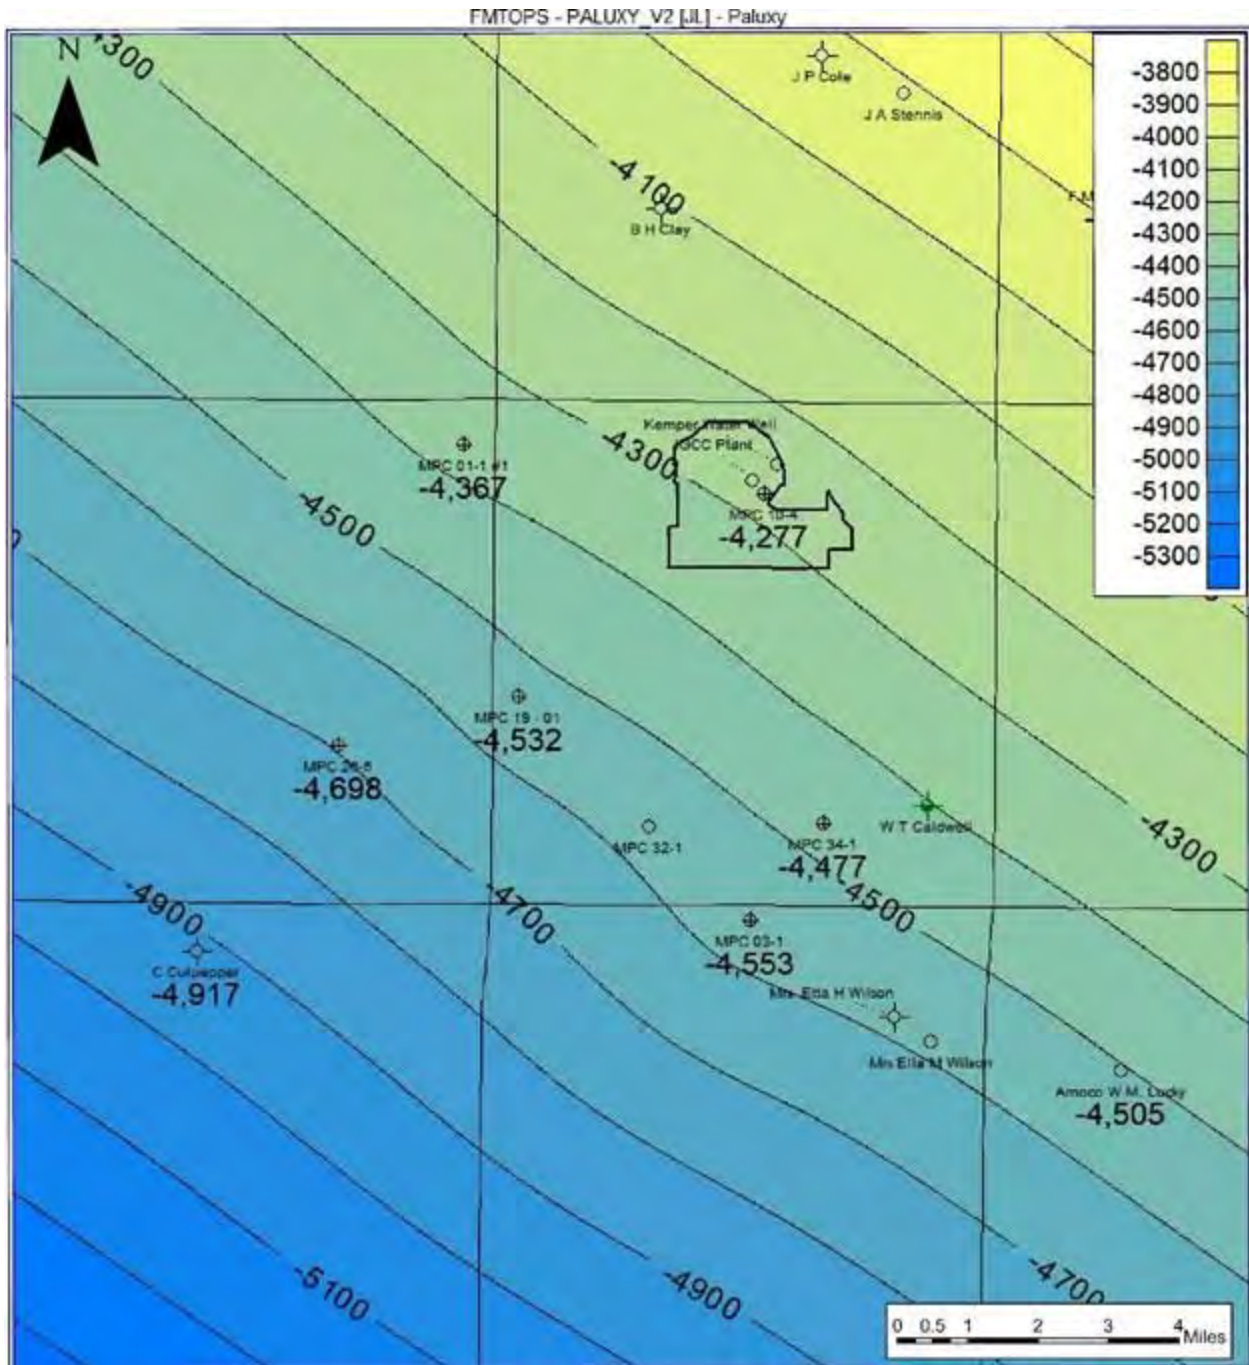 FMTOPS - PALUXY_V2 [JL] - Paluxy
N
-4300
J P Cole
J A Stennis
-4100
B H Clay
-3800
-3900
-4000
-4100
-4200
-4300
-4400
-4500
-4600
-4700
-4800
-4900
-5000
-5100
-5200
-5300
Kemper Water Well
IGCC Plant
-4300
MPC 01-1 #1
-4,367
-4500
MPC 10-4
-4,277
MPC 19 - 01
-4,532
MPC 26-5
-4,698
MPC 32-1
MPC 34-1
-4,477
W T Caldwell
-4300
-4900
-4700
-4500
C Culpepper
-4,917
MPC 03-1
-4,553
Mrs. Etta H Wilson
Mrs Etta M Wilson
Amoco W.M. Lucky
-4,505
-5100
-4900
-4700
0 0.5 1 2 3 4 Miles